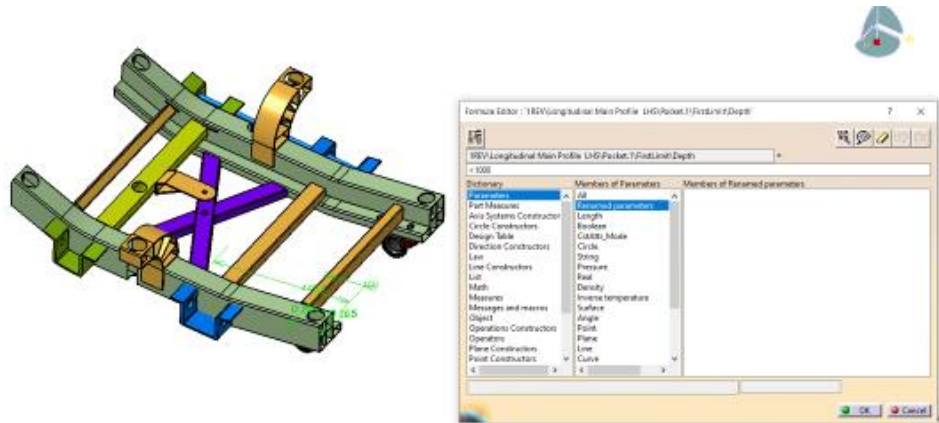 Formula Editor : `1REV\Longitudinal Main Profile LHS\Pocket.1\FirstLimit\Depth`
? ×
`1REV\Longitudinal Main Profile LHS\Pocket.1\FirstLimit\Depth` =
Dictionary Members of Parameters Members of Renamed parameters
Parameters All
Part Measures Renamed parameters
Axis Systems Constructor Length
Circle Constructors Boolean
Design Table
Direction Constructors Circle
Law String
Line Constructors Pressure
List Real
Math Density
Measures Inverse temperature
Messages and macros Surface
Object Angle
Operations Constructors Point
Operators Plane
Plane Constructors Line
Point Constructors Curve
OK Cancel